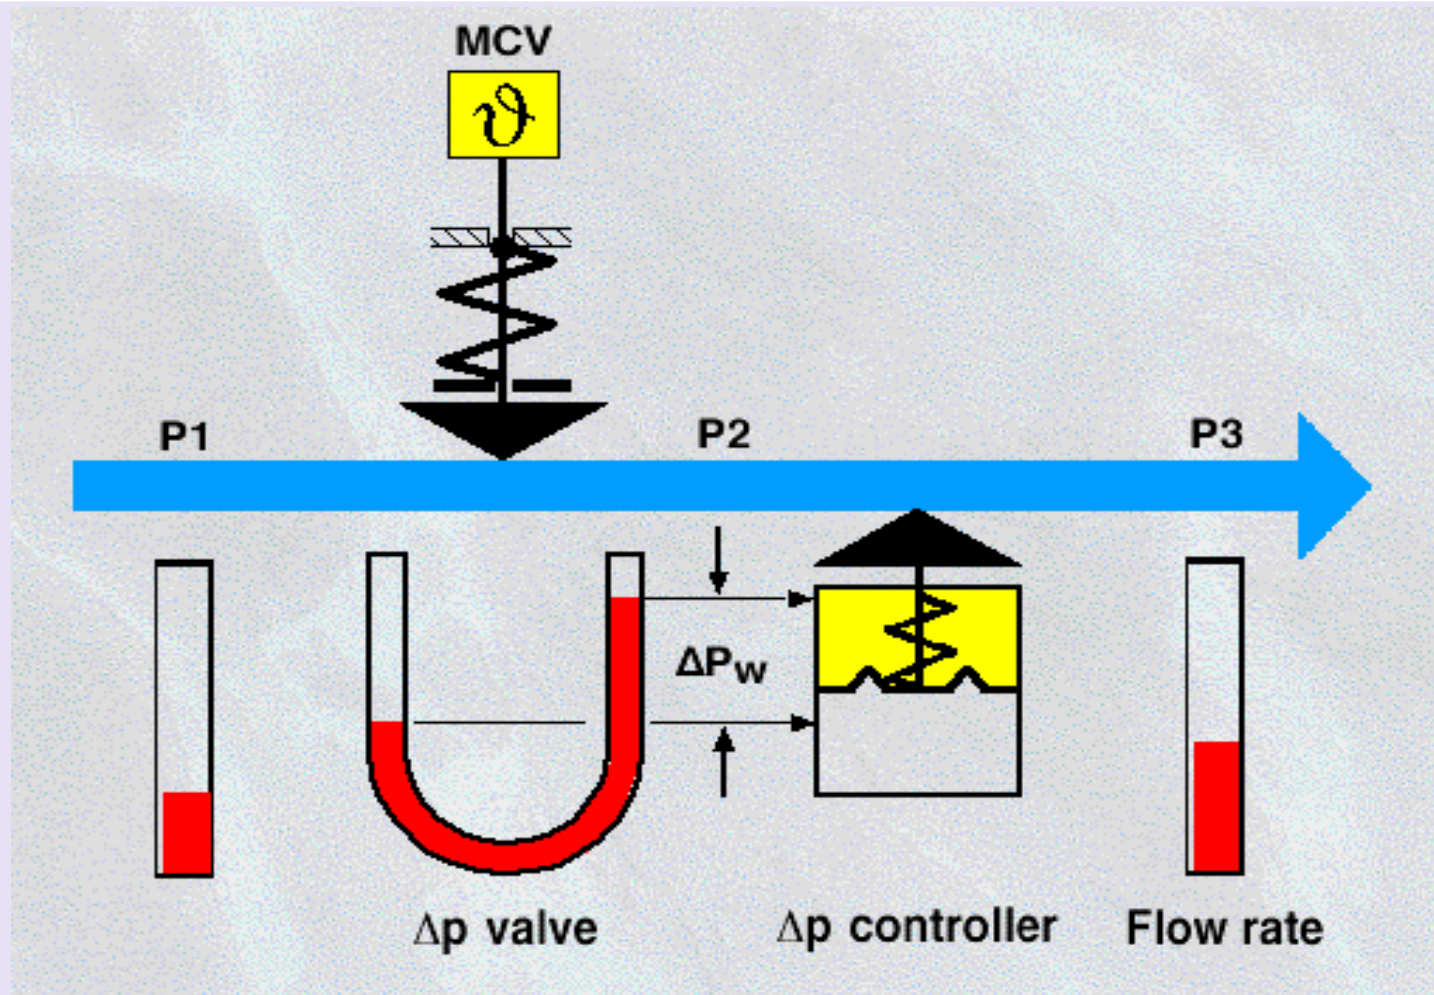 MCV
ϑ
P1
P2
P3
ΔPw
Δp valve
Δp controller
Flow rate